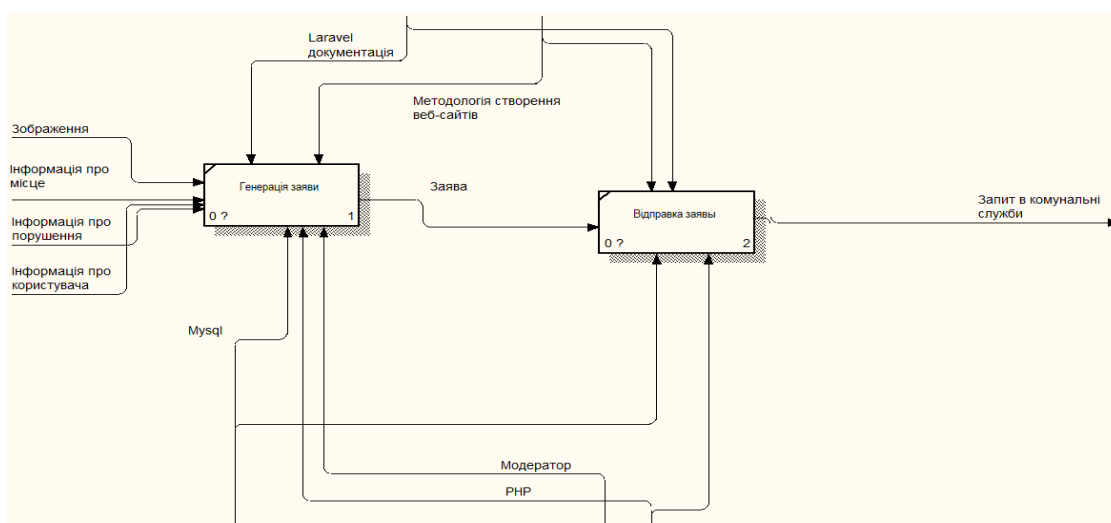 Laravel
документація
Методологія створення
веб-сайтів
Зображення
Інформація про
місце
Інформація про
порушення
Інформація про
користувача
Генерація заяви
0 ?
1
Заява
Відправка заявы
0 ?
2
Запит в комунальні
служби
Mysql
Модератор
PHP